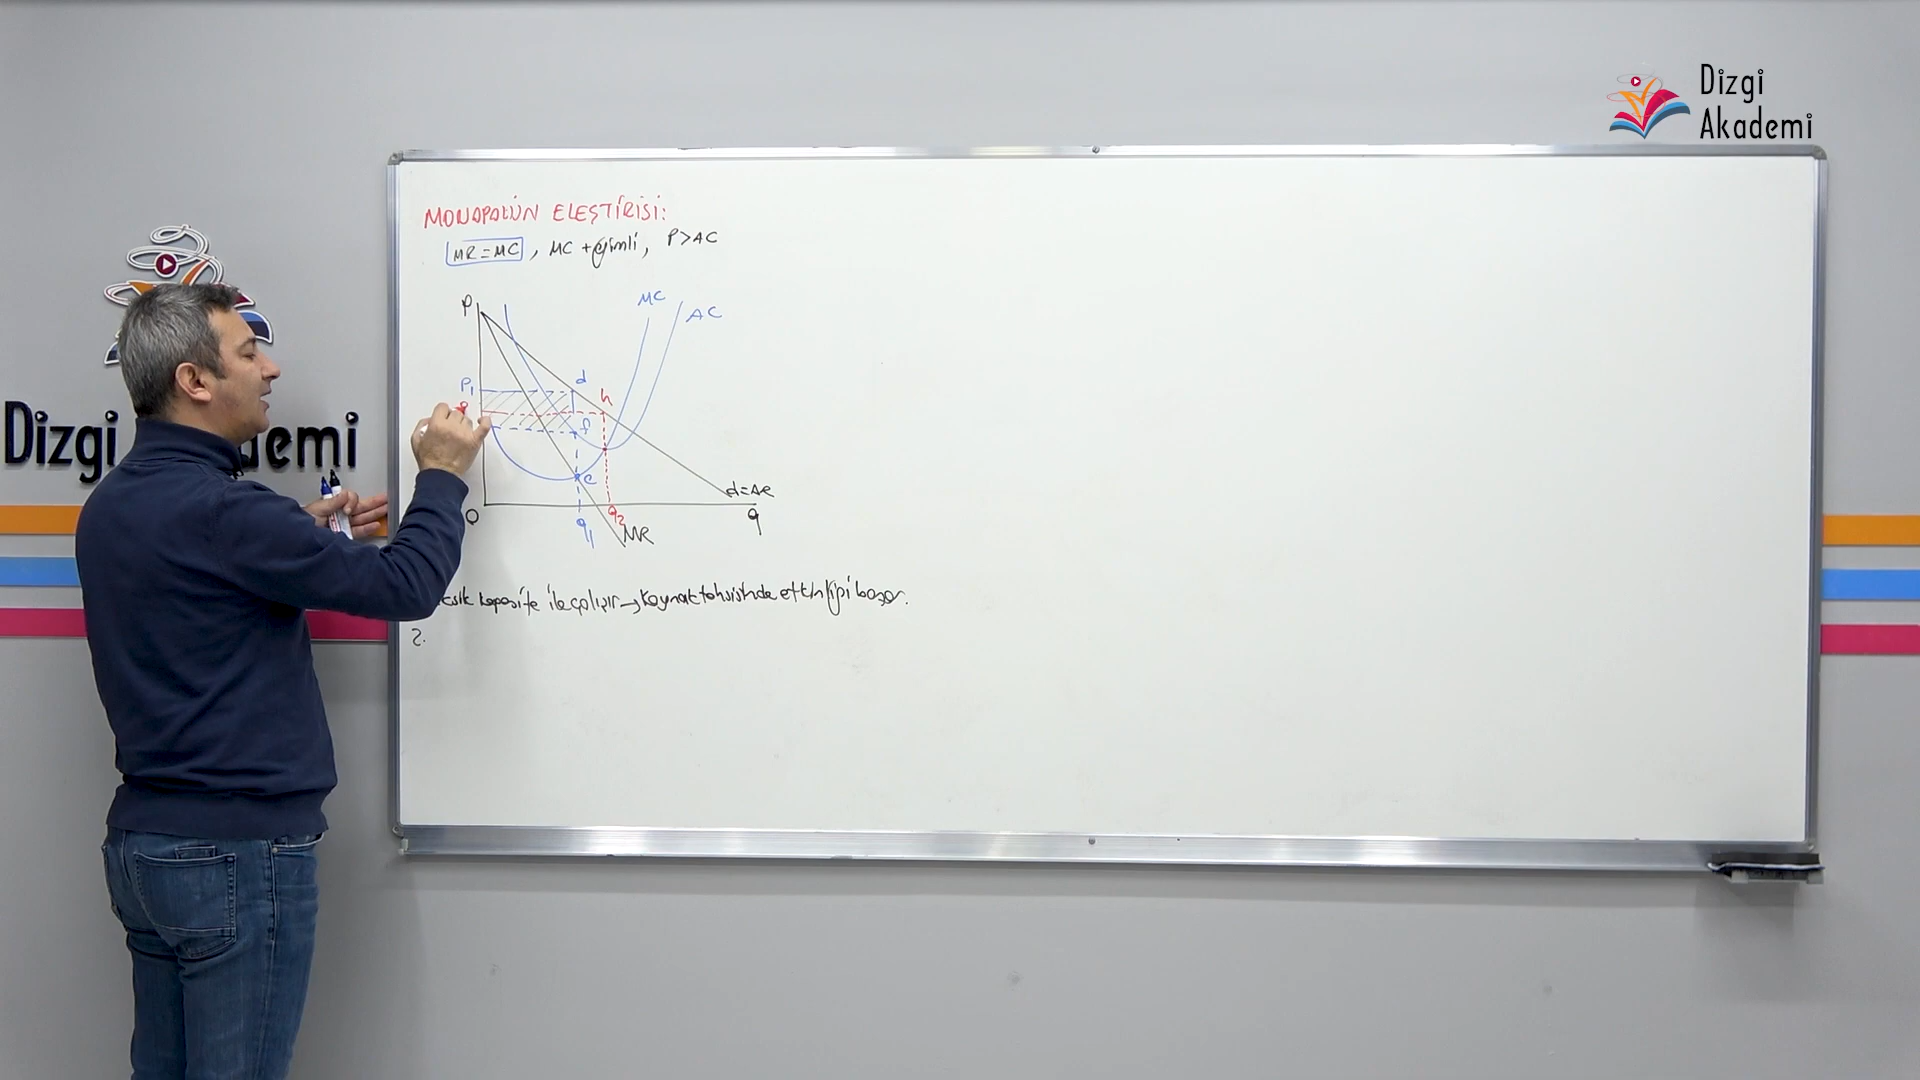 Dizgi
Akademi
MONOPOLÜN ELEŞTİRİSİ:
MR = MC , MC + eğimli, P > AC
P
MC
AC
P1
d
h
f
e
d=AR
0
q1
q2
q
MR
kapasite ile çalışır → kaynak tahsisinde etkinliği bozar.
2.
Dizgi